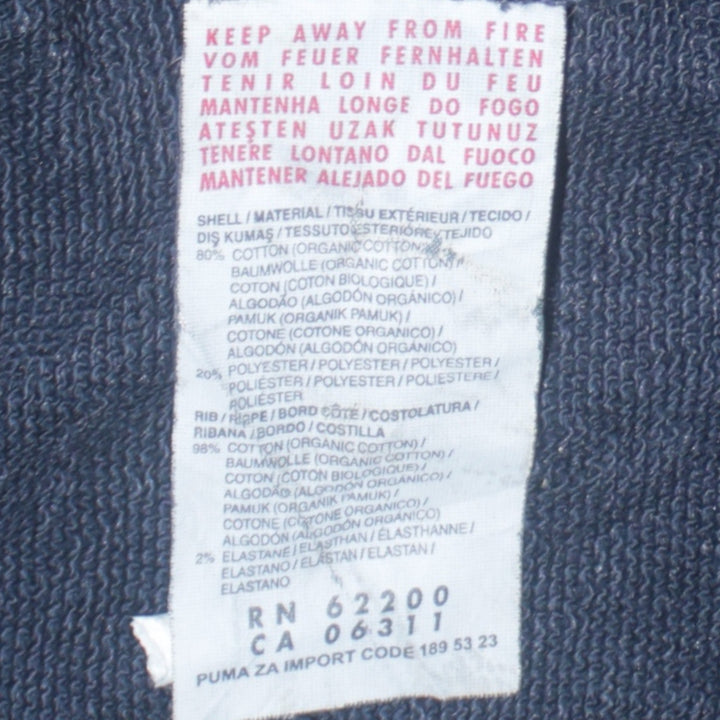 KEEP AWAY FROM FIRE
VOM FEUER FERNHALTEN
TENIR LOIN DU FEU
MANTENHA LONGE DO FOGO
ATEŞTEN UZAK TUTUNUZ
TENERE LONTANO DAL FUOCO
MANTENER ALEJADO DEL FUEGO
SHELL / MATERIAL / TISSU EXTÉRIEUR / TECIDO /
DIŞ KUMAŞ / TESSUTO ESTERIORE / TEJIDO
80% COTTON (ORGANIC COTTON) /
BAUMWOLLE (ORGANIC COTTON) /
COTON (COTON BIOLOGIQUE) /
ALGODÃO (ALGODÓN ORGÁNICO) /
PAMUK (ORGANIK PAMUK) /
COTONE (COTONE ORGANICO) /
ALGODÓN (ALGODÓN ORGÁNICO)
20% POLYESTER / POLYESTER / POLYESTER /
POLIÉSTER / POLYESTER / POLIESTERE /
POLIÉSTER
RIB / RIPPE / BORD CÔTE / COSTOLATURA /
RIBANA / BORDO / COSTILLA
98% COTTON (ORGANIC COTTON) /
BAUMWOLLE (ORGANIC COTTON) /
COTON (COTON BIOLOGIQUE) /
ALGODÃO (ALGODÓN ORGÁNICO) /
PAMUK (ORGANIK PAMUK) /
COTONE (COTONE ORGANICO) /
ALGODÓN (ALGODÓN ORGÁNICO)
2% ELASTANE / ELASTHAN / ÉLASTHANNE /
ELASTANO / ELASTAN / ELASTAN /
ELASTANO
RN 62200
CA 06311
PUMA ZA IMPORT CODE 189 53 23